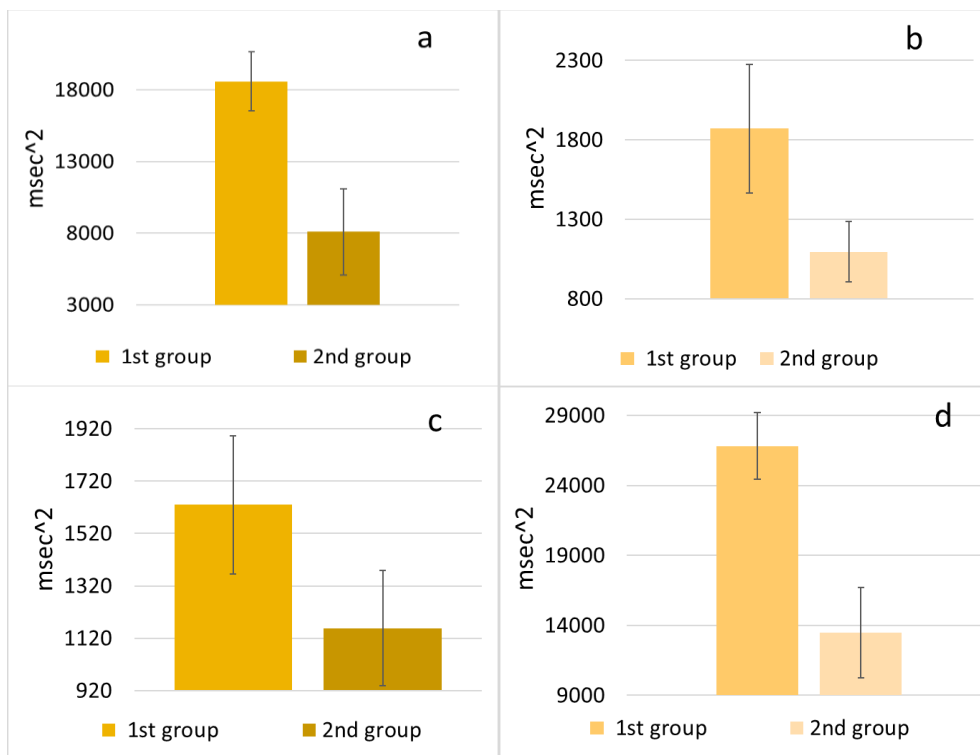 a
msec^2
18000
13000
8000
3000
1st group 2nd group
b
msec^2
2300
1800
1300
800
1st group 2nd group
c
msec^2
1920
1720
1520
1320
1120
920
1st group 2nd group
d
msec^2
29000
24000
19000
14000
9000
1st group 2nd group